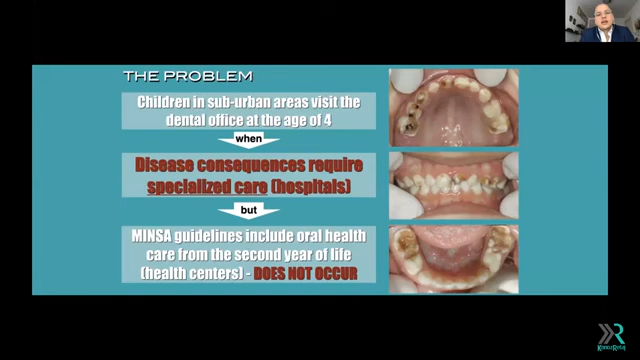 THE PROBLEM
Children in sub-urban areas visit the
dental office at the age of 4
when
Disease consequences require
specialized care (hospitals)
but
MINSA guidelines include oral health
care from the second year of life
(health centers) - DOES NOT OCCUR